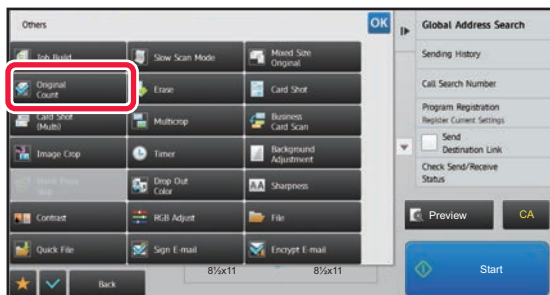 Others
OK
Job Build
Slow Scan Mode
Mixed Size
Original
Original
Count
Erase
Card Shot
Card Shot
(Multi)
Multicrop
Business
Card Scan
Image Crop
Timer
Background
Adjustment
Drop Out
Color
AA
Sharpness
Contrast
RGB Adjust
File
Quick File
Sign E-mail
Encrypt E-mail
Back
8½x11
8½x11
Global Address Search
Sending History
Call Search Number
Program Registration
Register Current Settings
Send
Destination Link
Check Send/Receive
Status
Preview
CA
Start